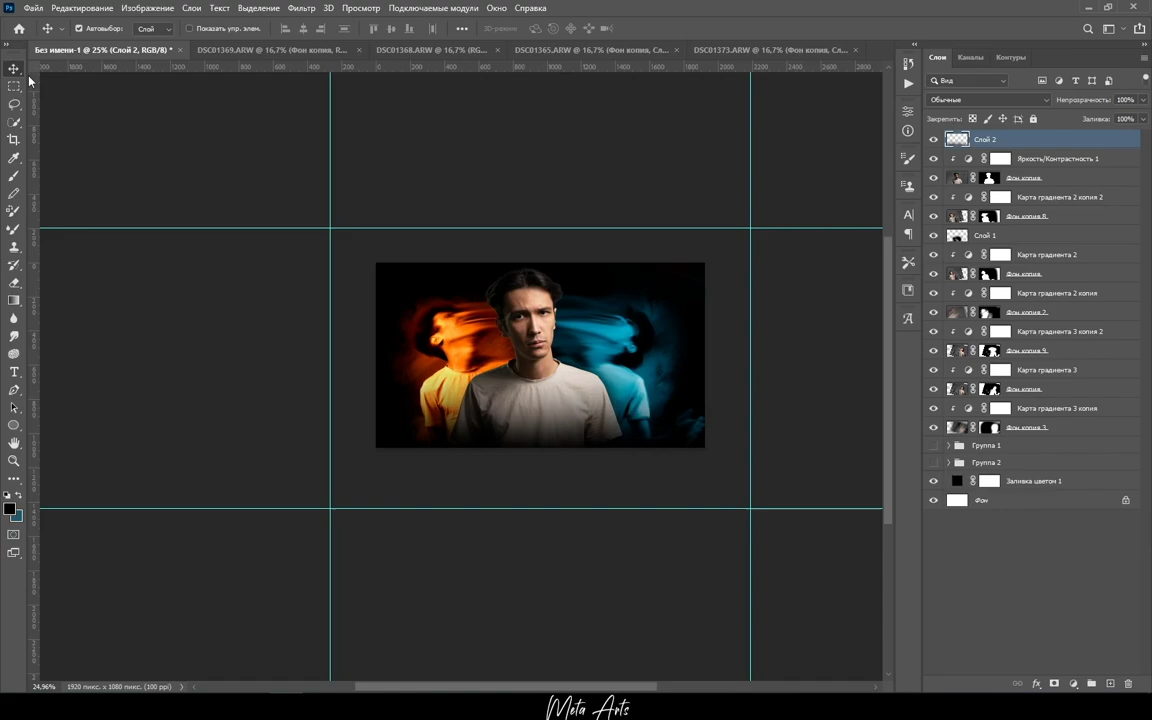 Файл Редактирование Изображение Слои Текст Выделение Фильтр 3D Просмотр Подключаемые модули Окно Справка
Автовыбор: Слой Показать упр. элем. 3D-режим:
Без имени-1 @ 25% (Слой 2, RGB/8) * DSC01369.ARW @ 16,7% (Фон копия, R... DSC01368.ARW @ 16,7% (RG... DSC01365.ARW @ 16,7% (Фон копия, Сл... DSC01373.ARW @ 16,7% (Фон копия, Сл...
Слои Каналы Контуры
Вид
Обычные Непрозрачность: 100%
Закрепить: Заливка: 100%
Слой 2
Яркость/Контрастность 1
Фон копия
Карта градиента 2 копия 2
Фон копия 8
Слой 1
Карта градиента 2
Фон копия
Карта градиента 2 копия
Фон копия 2
Карта градиента 3 копия 2
Фон копия 9
Карта градиента 3
Фон копия
Карта градиента 3 копия
Фон копия 3
Группа 1
Группа 2
Заливка цветом 1
Фон
24,96% 1920 пикс. x 1080 пикс. (100 ppi)
Meta Arts